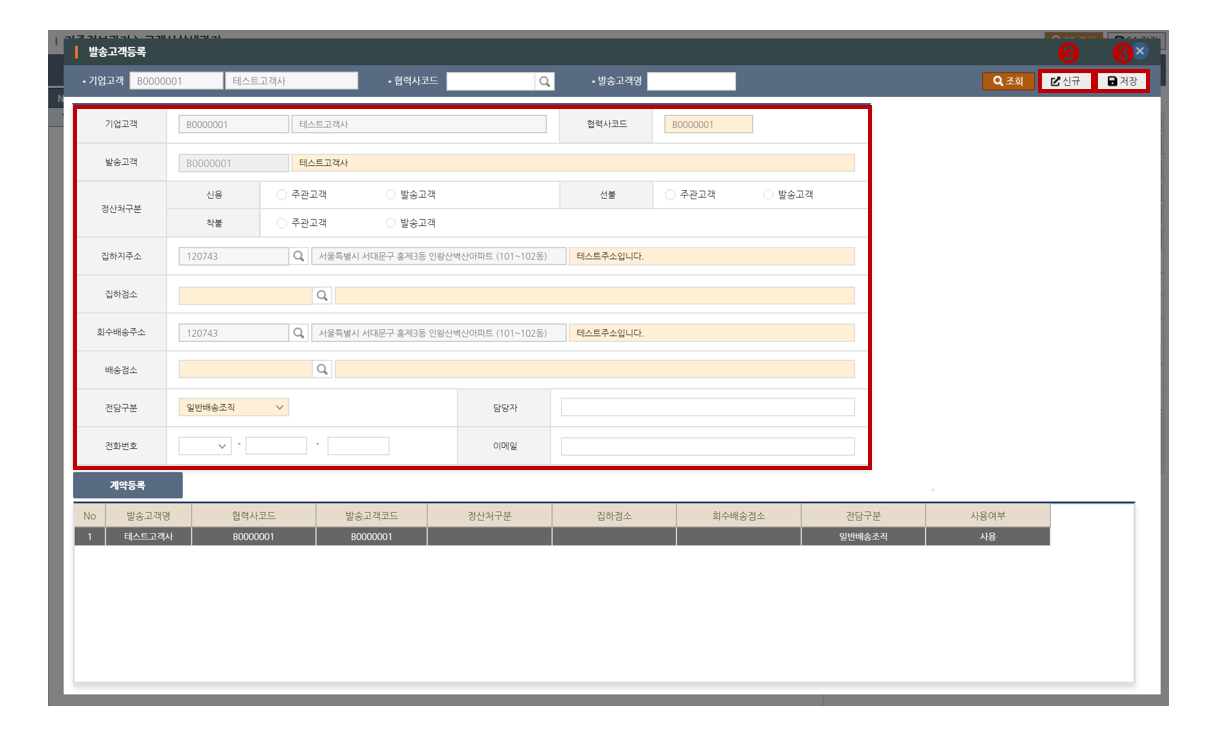 발송고객등록
2 3 ×
• 기업고객 B0000001 테스트고객사 • 협력사코드 • 발송고객명 조회 신규 저장
기업고객 B0000001 테스트고객사 협력사코드 B0000001
발송고객 B0000001 테스트고객사
정산처구분
신용 주관고객 발송고객 선불 주관고객 발송고객
착불 주관고객 발송고객
집하지주소 120743 서울특별시 서대문구 홍제3동 인왕산벽산아파트 (101~102동) 테스트주소입니다.
집하점소
회수배송주소 120743 서울특별시 서대문구 홍제3동 인왕산벽산아파트 (101~102동) 테스트주소입니다.
배송점소
전담구분 일반배송조직 담당자
전화번호 - - 이메일
계약등록
No 발송고객명 협력사코드 발송고객코드 정산처구분 집하점소 회수배송점소 전담구분 사용여부
1 테스트고객사 B0000001 B0000001 일반배송조직 사용